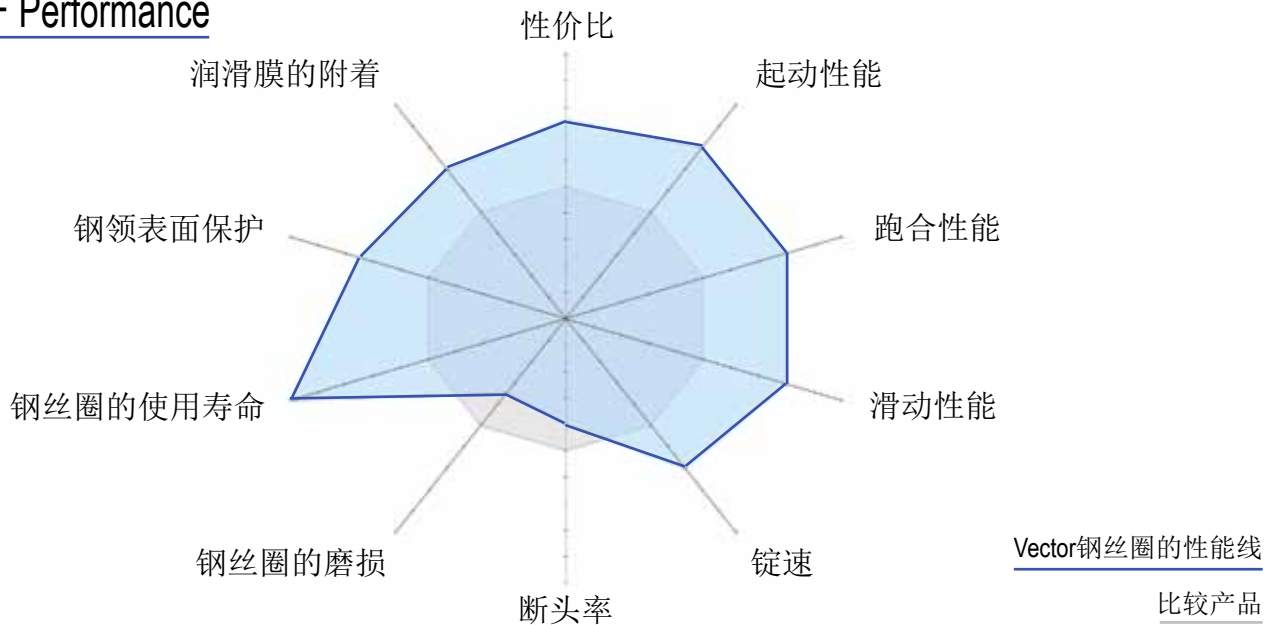 Performance
性价比
润滑膜的附着
起动性能
钢领表面保护
跑合性能
钢丝圈的使用寿命
滑动性能
钢丝圈的磨损
锭速
断头率
Vector钢丝圈的性能线
比较产品